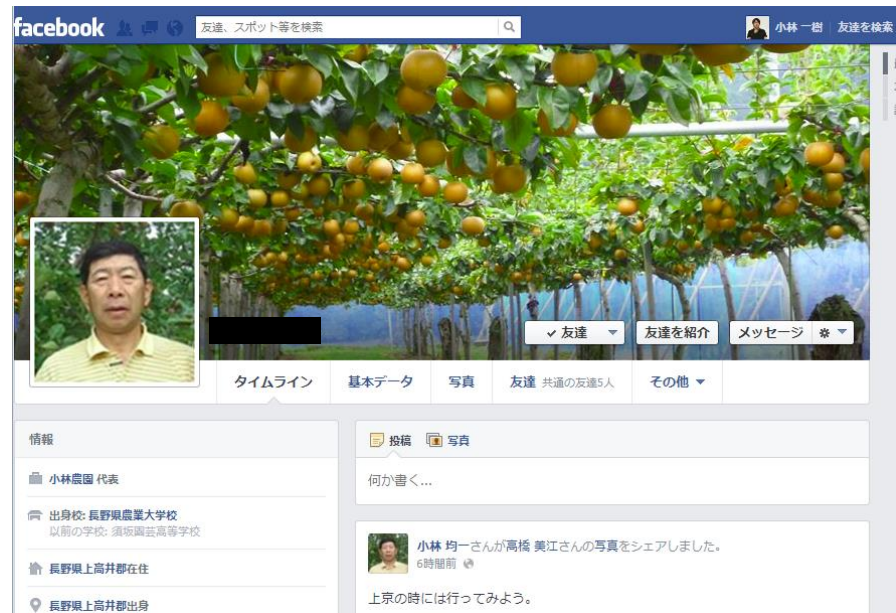 facebook
友達、スポット等を検索
小林 一樹
友達を検索
友達
友達を紹介
メッセージ
タイムライン
基本データ
写真
友達 共通の友達5人
その他
情報
小林農園 代表
出身校: 長野県農業大学校
以前の学校: 須坂園芸高等学校
長野県上高井郡在住
長野県上高井郡出身
投稿
写真
何か書く...
小林 均一さんが高橋 美江さんの写真をシェアしました。
6時間前
上京の時には行ってみよう。